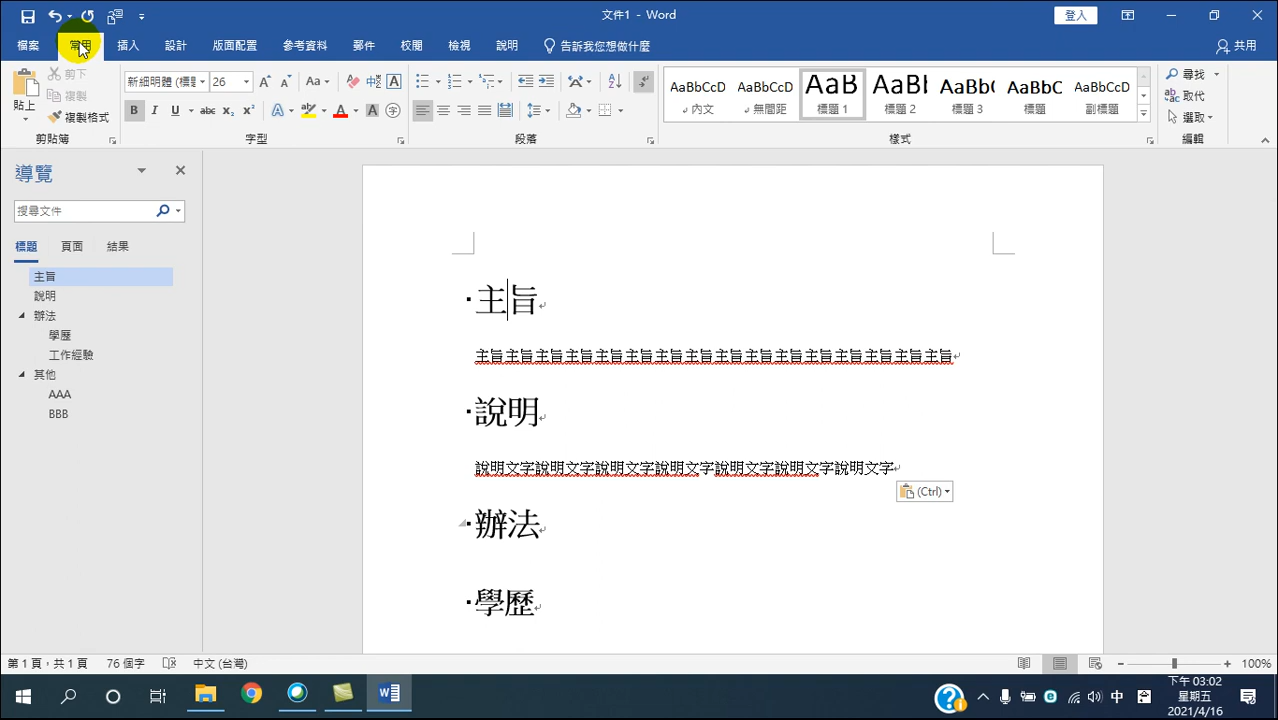 文件1 - Word
登入
檔案 常用 插入 設計 版面配置 參考資料 郵件 校閱 檢視 說明 告訴我您想做什麼 共用
貼上
剪下
複製
複製格式
剪貼簿
新細明體 (標 26
Aa
字型
段落
AaBbCcD 內文
AaBbCcD 無間距
AaB 標題 1
AaBb 標題 2
AaBbC 標題 3
AaBbC 標題
AaBbCcD 副標題
樣式
尋找
取代
選取
編輯
導覽
搜尋文件
標題 頁面 結果
主旨
說明
辦法
學歷
工作經驗
其他
AAA
BBB
主旨
主旨主旨主旨主旨主旨主旨主旨主旨主旨主旨主旨主旨主旨主旨主旨主旨
說明
說明文字說明文字說明文字說明文字說明文字說明文字說明文字
(Ctrl)
辦法
學歷
第 1 頁，共 1 頁 76 個字 中文 (台灣) 100%
中
下午 03:02
星期五
2021/4/16